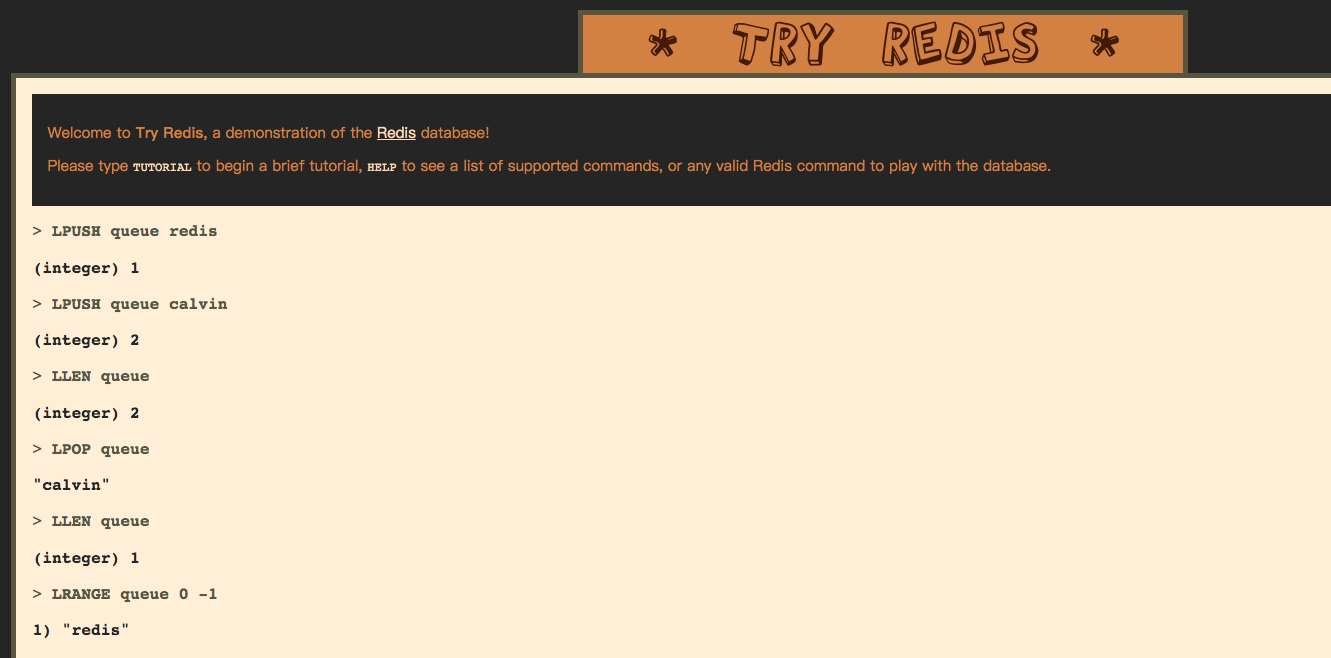 * TRY REDIS *
Welcome to Try Redis, a demonstration of the Redis database!
Please type TUTORIAL to begin a brief tutorial, HELP to see a list of supported commands, or any valid Redis command to play with the database.
> LPUSH queue redis
(integer) 1
> LPUSH queue calvin
(integer) 2
> LLEN queue
(integer) 2
> LPOP queue
"calvin"
> LLEN queue
(integer) 1
> LRANGE queue 0 -1
1) "redis"